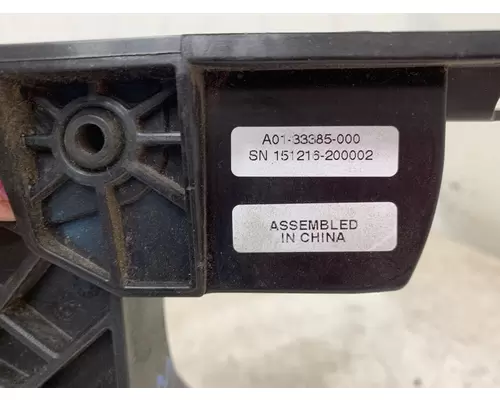 A01-33385-000
SN 151216-200002
ASSEMBLED
IN CHINA